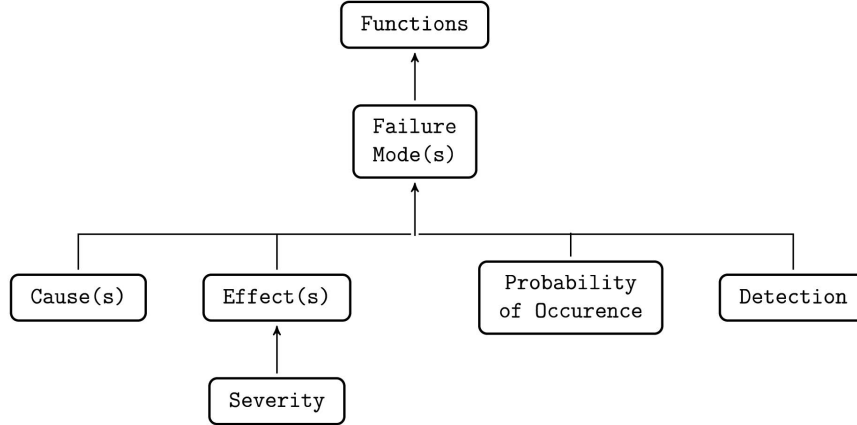 Functions
Failure
Mode(s)
Cause(s)
Effect(s)
Probability
of Occurence
Detection
Severity